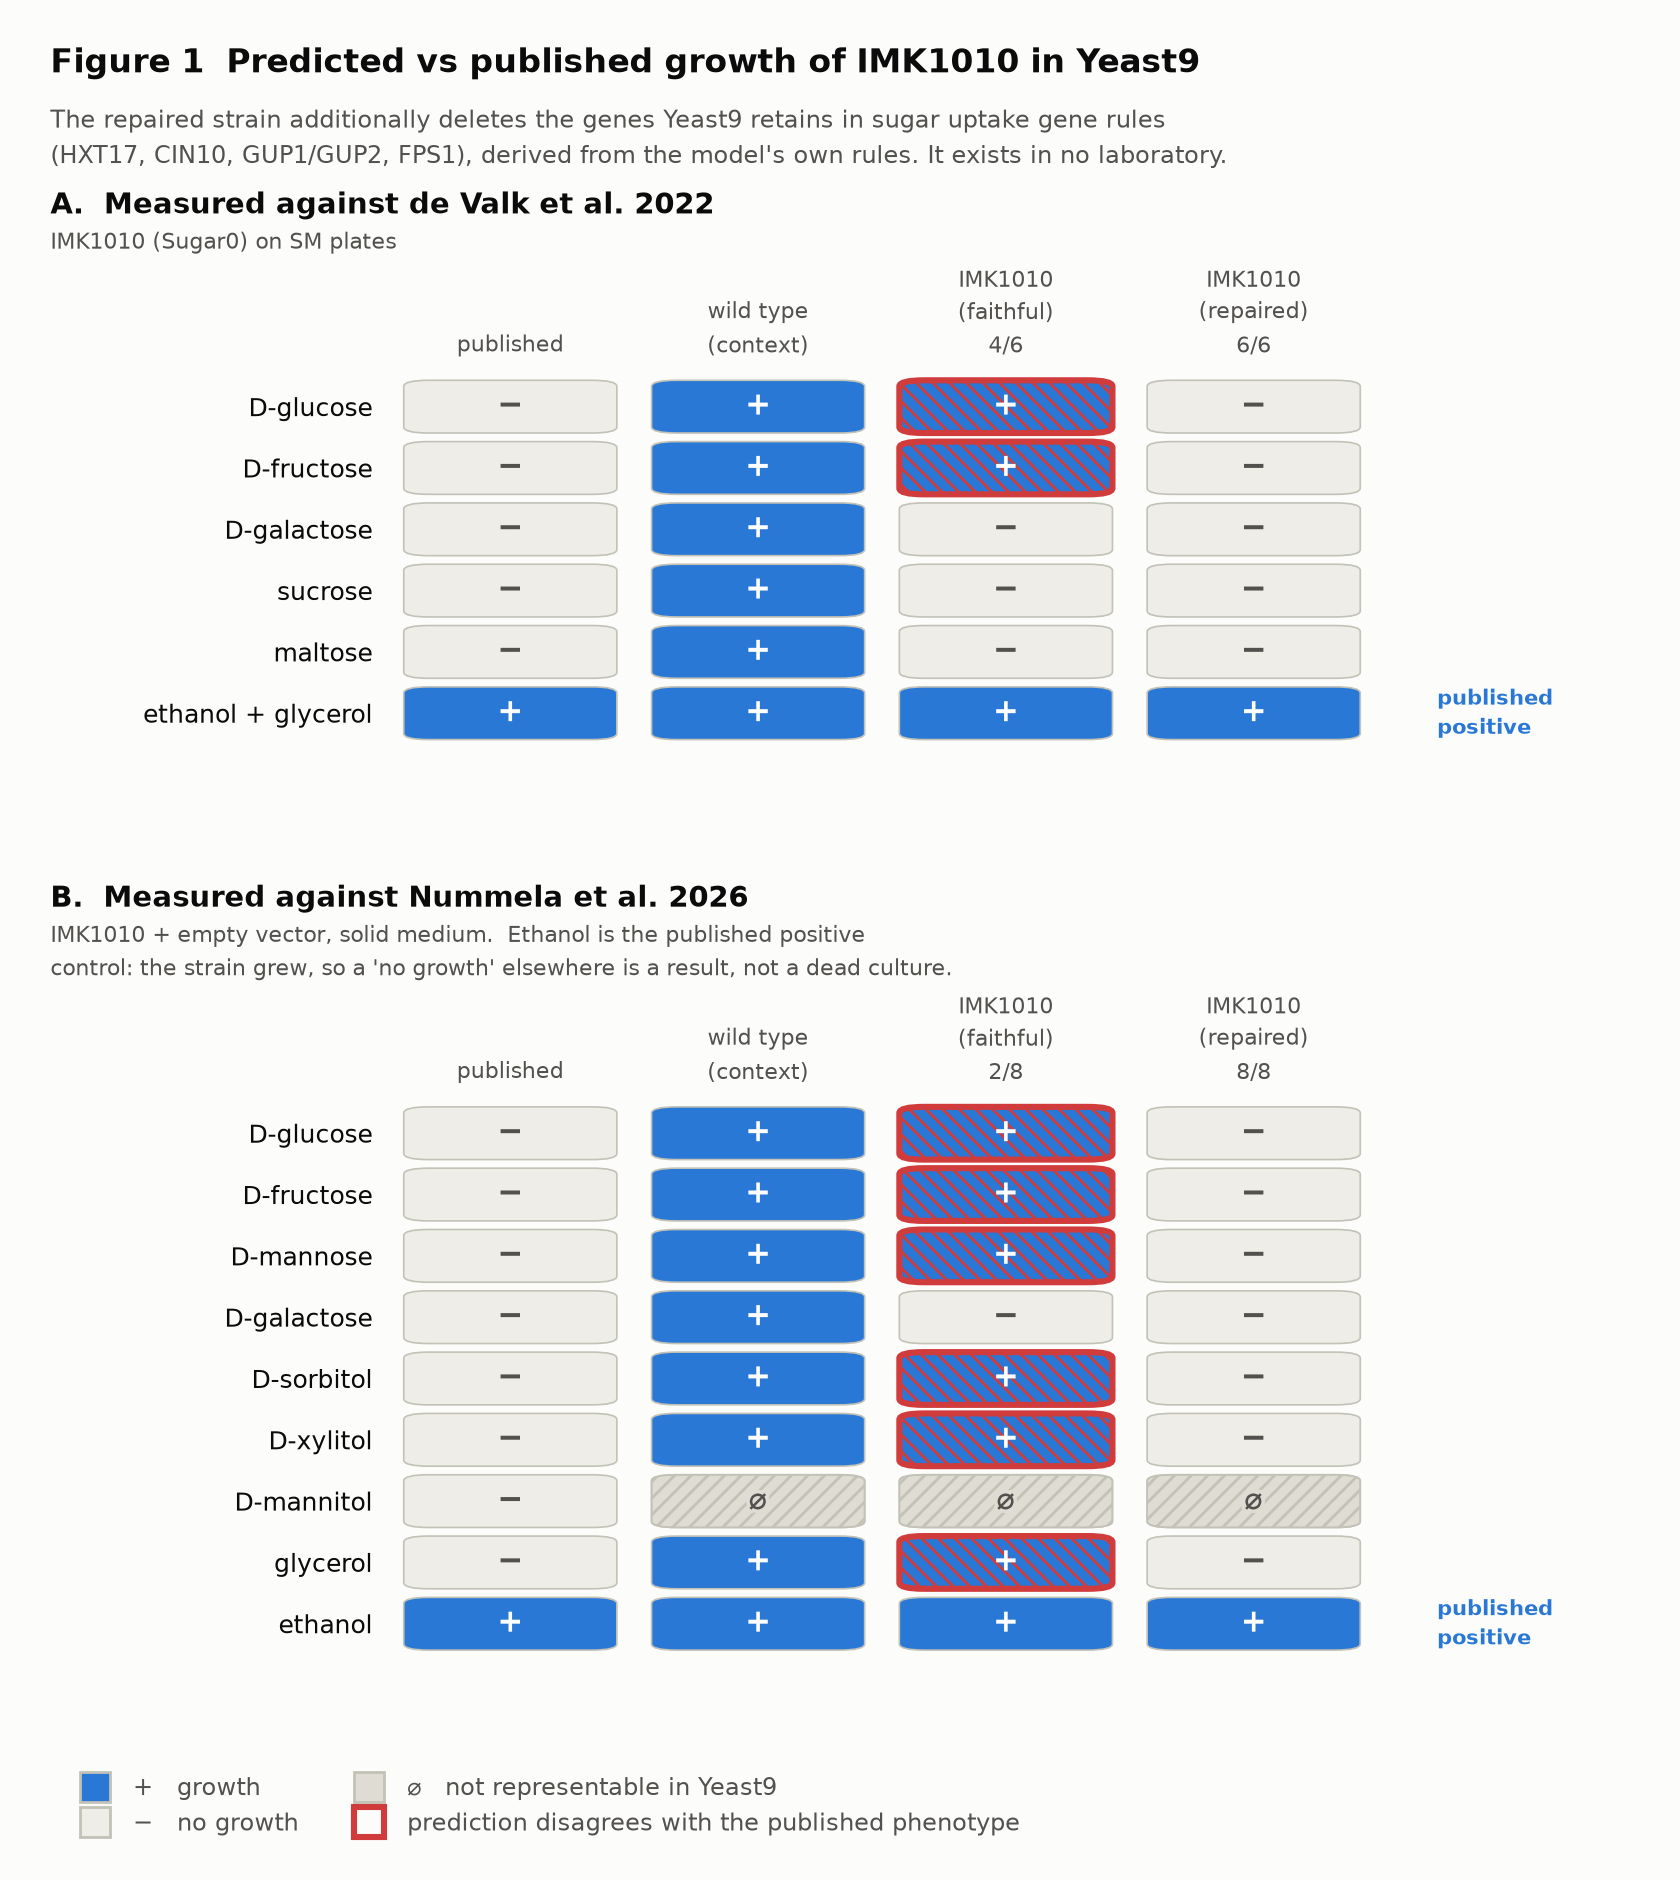 Figure 1  Predicted vs published growth of IMK1010 in Yeast9
The repaired strain additionally deletes the genes Yeast9 retains in sugar uptake gene rules
(HXT17, CIN10, GUP1/GUP2, FPS1), derived from the model's own rules. It exists in no laboratory.
A.  Measured against de Valk et al. 2022
IMK1010 (Sugar0) on SM plates
published
wild type
(context)
IMK1010
(faithful)
4/6
IMK1010
(repaired)
6/6
D-glucose − + + −
D-fructose − + + −
D-galactose − + − −
sucrose − + − −
maltose − + − −
ethanol + glycerol + + + +
published
positive
B.  Measured against Nummela et al. 2026
IMK1010 + empty vector, solid medium.  Ethanol is the published positive
control: the strain grew, so a 'no growth' elsewhere is a result, not a dead culture.
published
wild type
(context)
IMK1010
(faithful)
2/8
IMK1010
(repaired)
8/8
D-glucose − + + −
D-fructose − + + −
D-mannose − + + −
D-galactose − + − −
D-sorbitol − + + −
D-xylitol − + + −
D-mannitol − ⌀ ⌀ ⌀
glycerol − + + −
ethanol + + + +
published
positive
+ growth
− no growth
⌀ not representable in Yeast9
prediction disagrees with the published phenotype